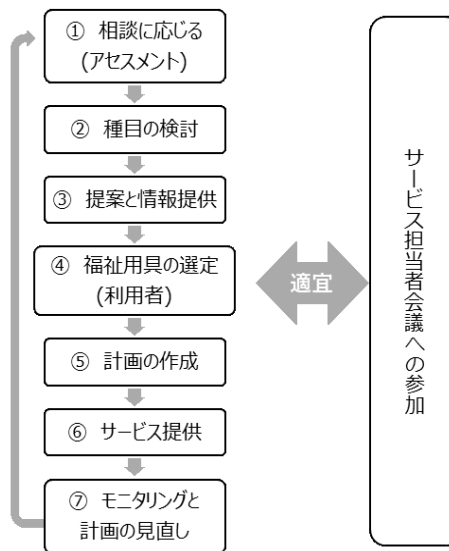 ① 相談に応じる
(アセスメント)
② 種目の検討
③ 提案と情報提供
④ 福祉用具の選定
(利用者)
⑤ 計画の作成
⑥ サービス提供
⑦ モニタリングと
計画の見直し
適宜
サービス担当者会議への参加